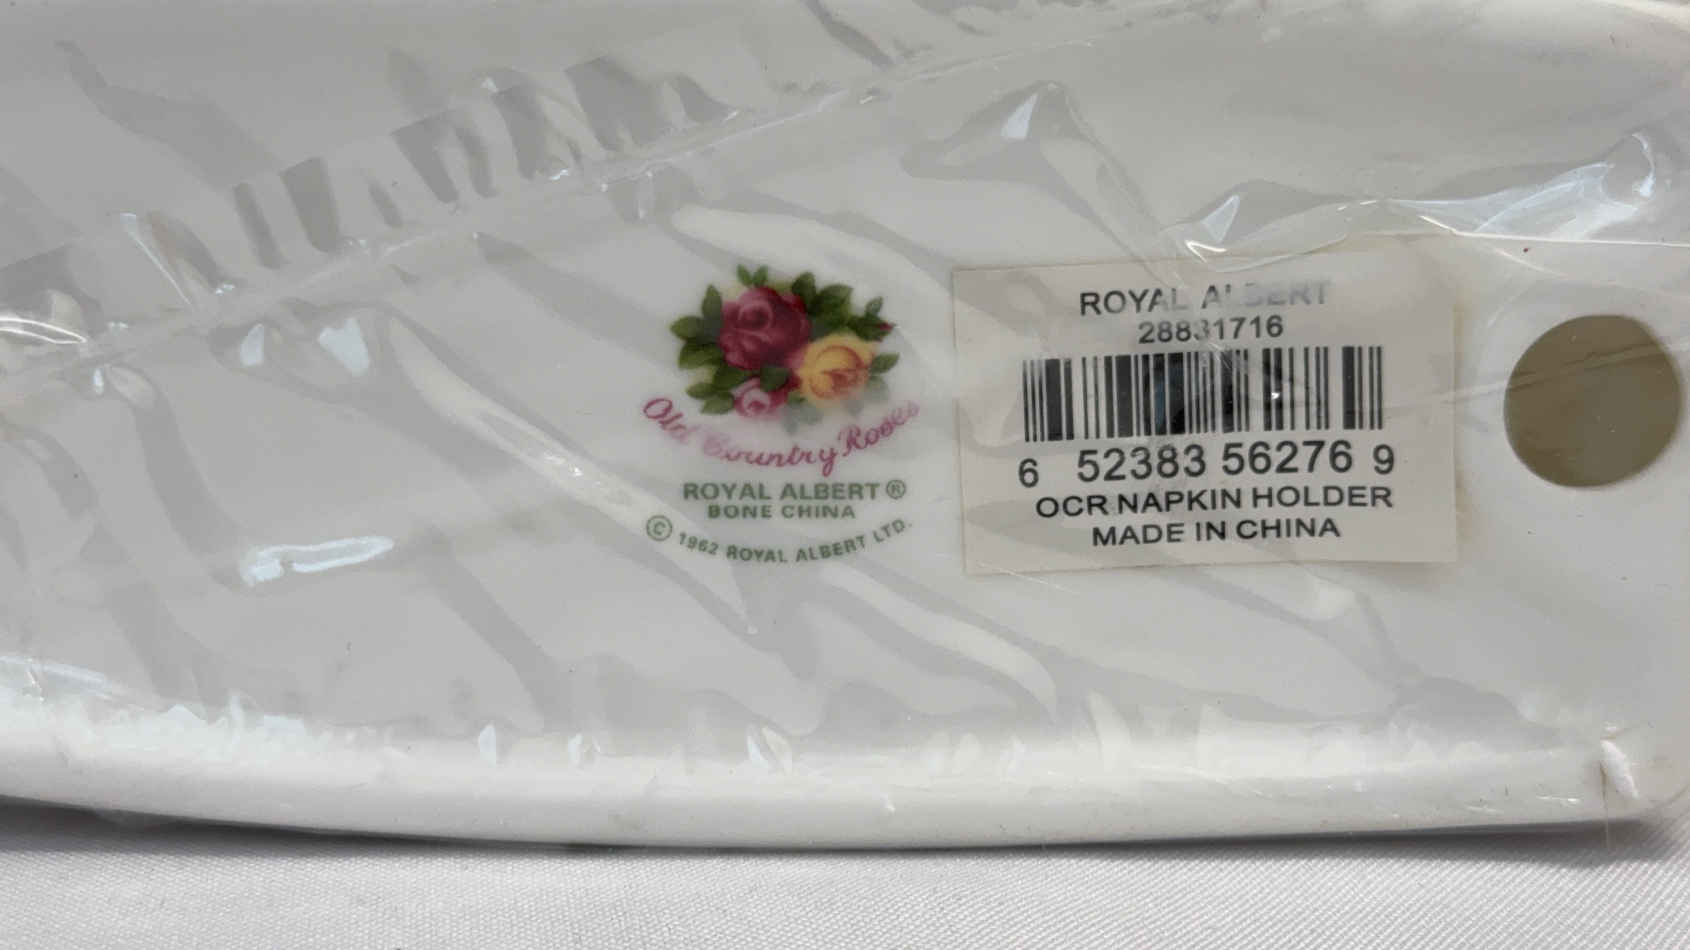 Old Country Roses
ROYAL ALBERT®
BONE CHINA
© 1962 ROYAL ALBERT LTD.
ROYAL ALBERT
28831716
6 52383 56276 9
OCR NAPKIN HOLDER
MADE IN CHINA